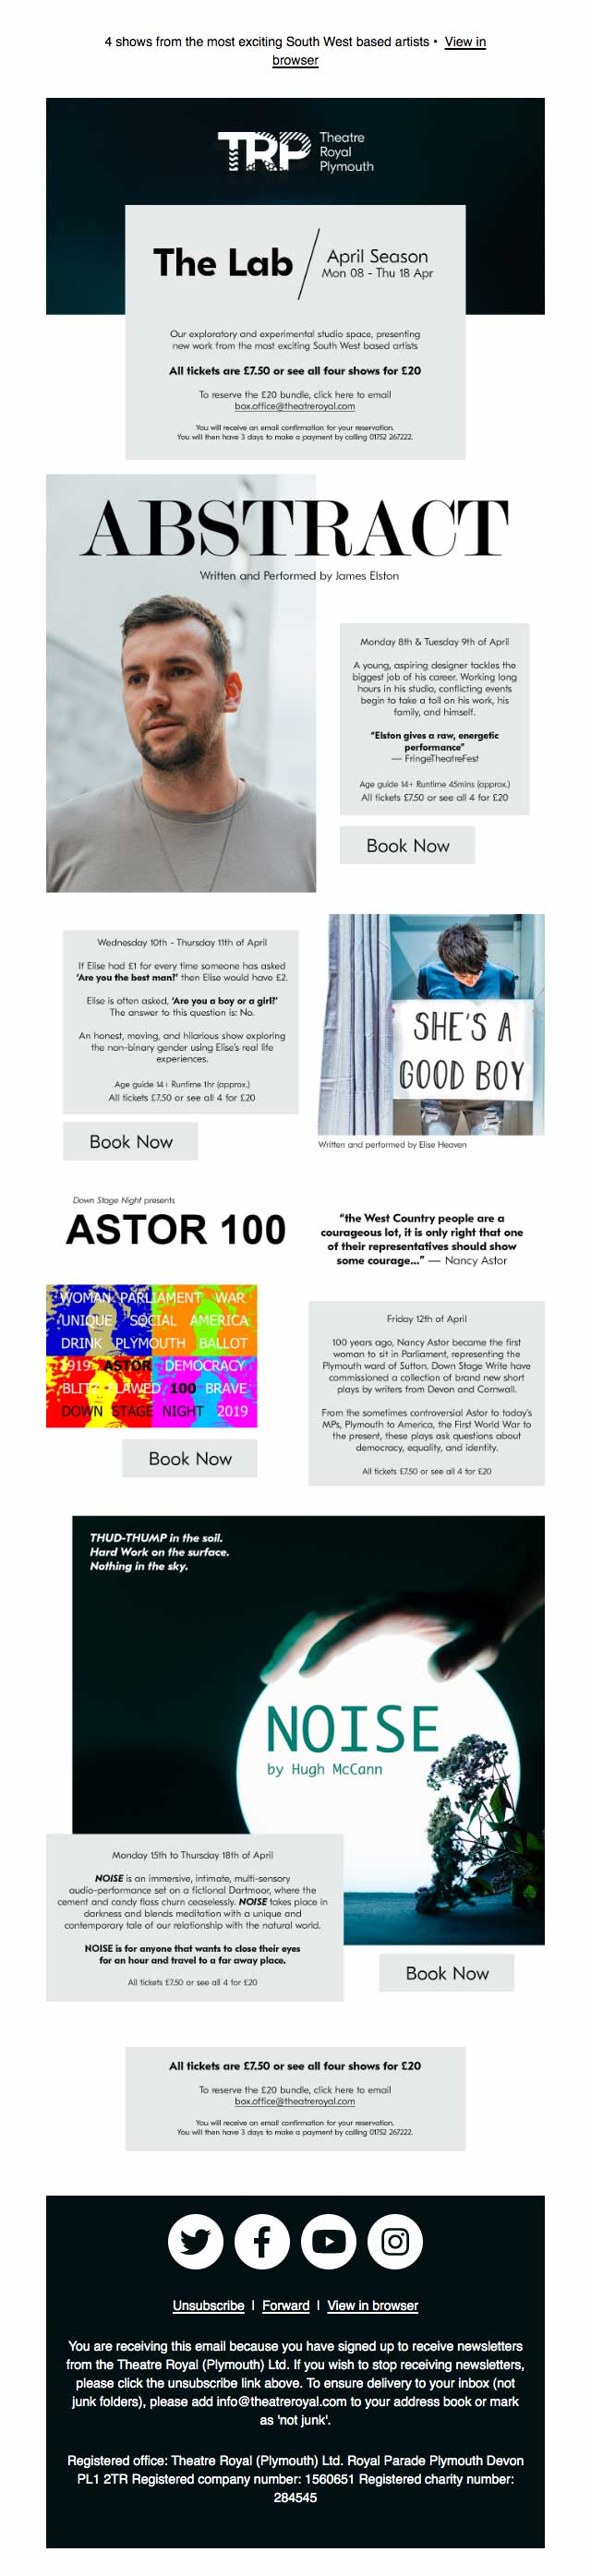 4 shows from the most exciting South West based artists • View in
browser
TRP
Theatre
Royal
Plymouth
The Lab
April Season
Mon 08 - Thu 18 Apr
Our exploratory and experimental studio space, presenting
new work from the most exciting South West based artists
All tickets are £7.50 or see all four shows for £20
To reserve the £20 bundle, click here to email
box.office@theatreroyal.com
You will receive an email confirmation for your reservation.
You will then have 3 days to make a payment by calling 01752 267222.
ABSTRACT
Written and Performed by James Elston
Monday 8th & Tuesday 9th of April
A young, aspiring designer tackles the
biggest job of his career. Working long
hours in his studio, conflicting events
begin to take a toll on his work, his
family, and himself.
"Elston gives a raw, energetic
performance"
— FringeTheatreFest
Age guide 14+ Runtime 45mins (approx.)
All tickets £7.50 or see all 4 for £20
Book Now
Wednesday 10th - Thursday 11th of April
If Elise had £1 for every time someone has asked
'Are you the best man?' then Elise would have £2.
Elise is often asked, 'Are you a boy or a girl?'
The answer to this question is: No.
An honest, moving, and hilarious show exploring
the non-binary gender using Elise's real life
experiences.
Age guide 14+ Runtime 1hr (approx.)
All tickets £7.50 or see all 4 for £20
Book Now
SHE'S A
GOOD BOY
Written and performed by Elise Heaven
Down Stage Night presents
ASTOR 100
"the West Country people are a
courageous lot, it is only right that one
of their representatives should show
some courage..." — Nancy Astor
WOMAN PARLIAMENT WAR
UNIQUE SOCIAL AMERICA
DRINK PLYMOUTH BALLOT
1919 ASTOR DEMOCRACY
BLITZ FLAWED 100 BRAVE
DOWN STAGE NIGHT 2019
Book Now
Friday 12th of April
100 years ago, Nancy Astor became the first
woman to sit in Parliament, representing the
Plymouth ward of Sutton. Down Stage Write have
commissioned a collection of brand new short
plays by writers from Devon and Cornwall.
From the sometimes controversial Astor to today's
MPs, Plymouth to America, the First World War to
the present, these plays ask questions about
democracy, equality, and identity.
All tickets £7.50 or see all 4 for £20
THUD-THUMP in the soil.
Hard Work on the surface.
Nothing in the sky.
NOISE
by Hugh McCann
Monday 15th to Thursday 18th of April
NOISE is an immersive, intimate, multi-sensory
audio-performance set on a fictional Dartmoor, where the
cement and candy floss churn ceaselessly. NOISE takes place in
darkness and blends meditation with a unique and
contemporary tale of our relationship with the natural world.
NOISE is for anyone that wants to close their eyes
for an hour and travel to a far away place.
All tickets £7.50 or see all 4 for £20
Book Now
All tickets are £7.50 or see all four shows for £20
To reserve the £20 bundle, click here to email
box.office@theatreroyal.com
You will receive an email confirmation for your reservation.
You will then have 3 days to make a payment by calling 01752 267222.
Unsubscribe | Forward | View in browser
You are receiving this email because you have signed up to receive newsletters
from the Theatre Royal (Plymouth) Ltd. If you wish to stop receiving newsletters,
please click the unsubscribe link above. To ensure delivery to your inbox (not
junk folders), please add info@theatreroyal.com to your address book or mark
as 'not junk'.
Registered office: Theatre Royal (Plymouth) Ltd. Royal Parade Plymouth Devon
PL1 2TR Registered company number: 1560651 Registered charity number:
284545